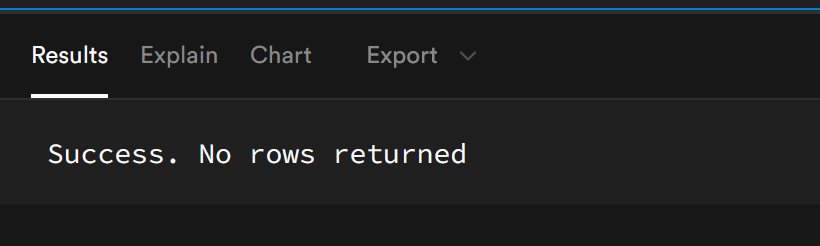 Results Explain Chart Export
Success. No rows returned